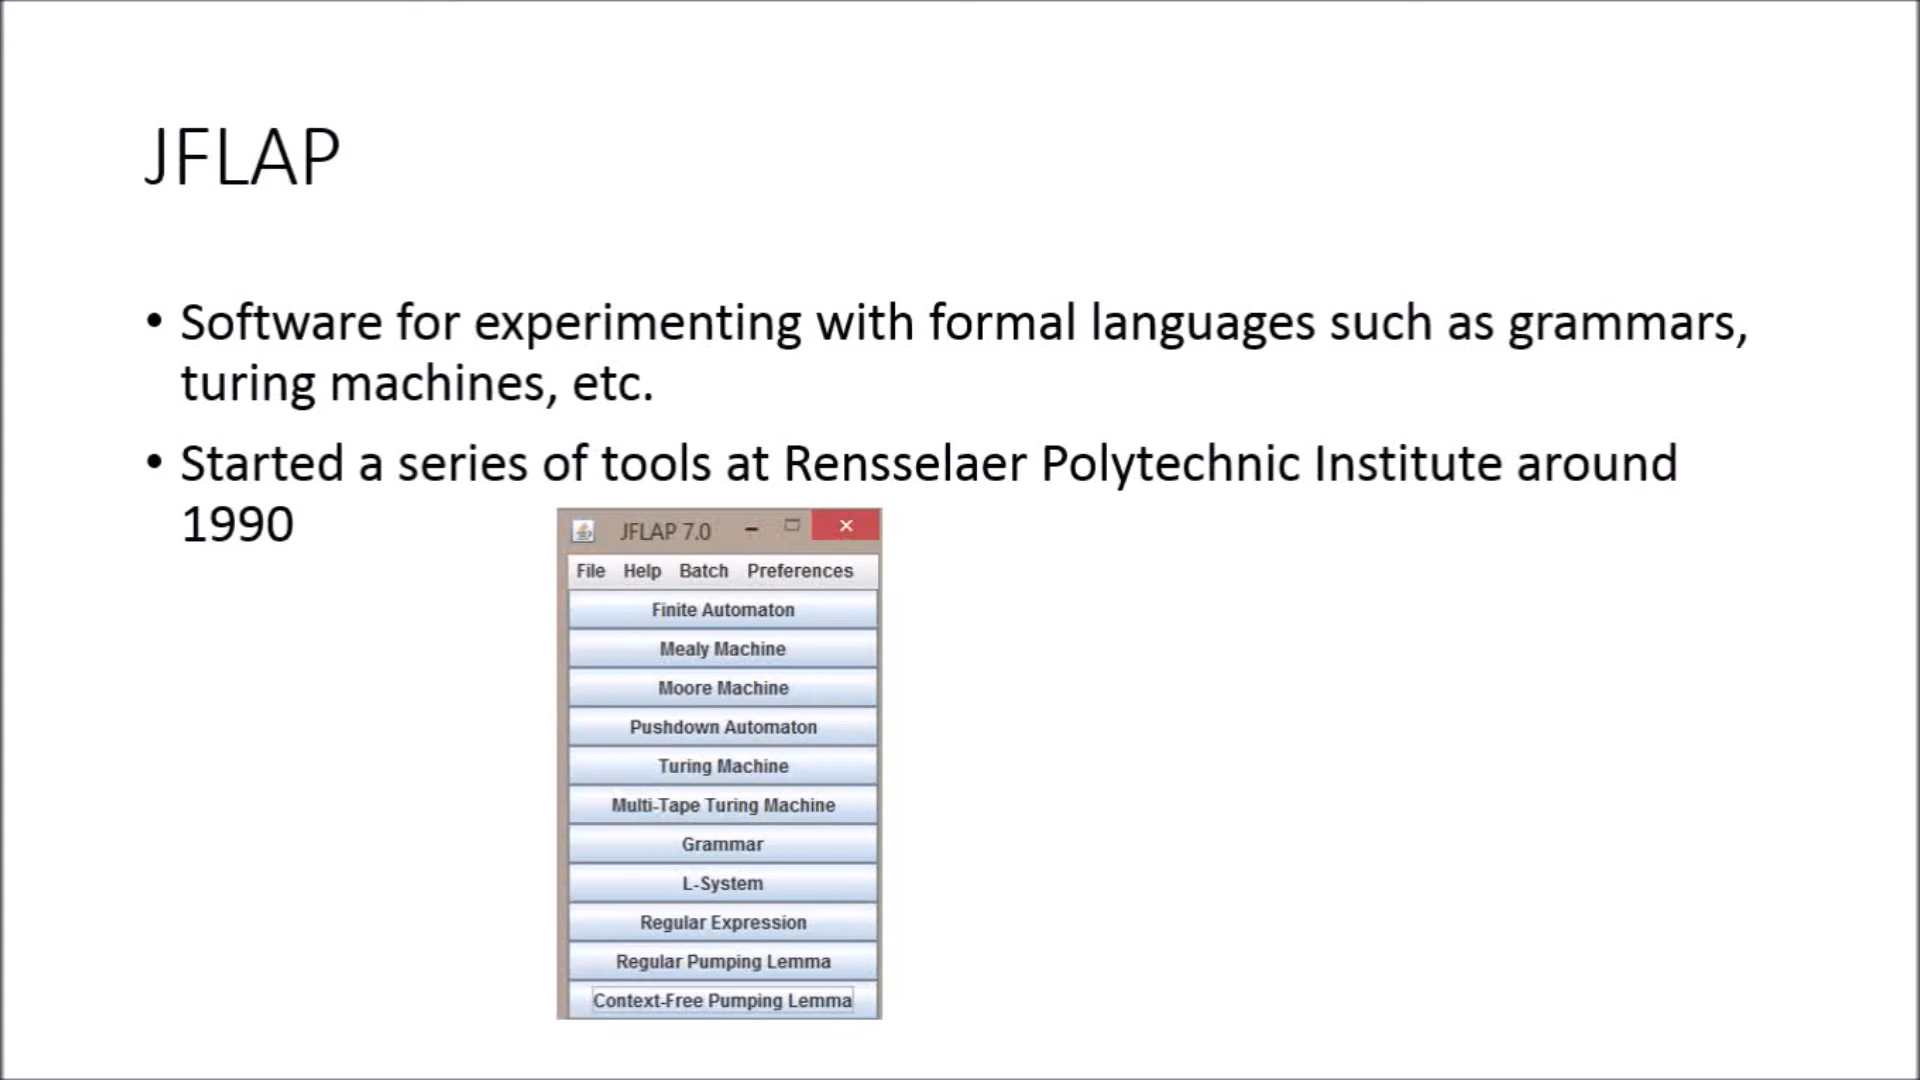 JFLAP
• Software for experimenting with formal languages such as grammars,
turing machines, etc.
• Started a series of tools at Rensselaer Polytechnic Institute around
1990
JFLAP 7.0
File Help Batch Preferences
Finite Automaton
Mealy Machine
Moore Machine
Pushdown Automaton
Turing Machine
Multi-Tape Turing Machine
Grammar
L-System
Regular Expression
Regular Pumping Lemma
Context-Free Pumping Lemma